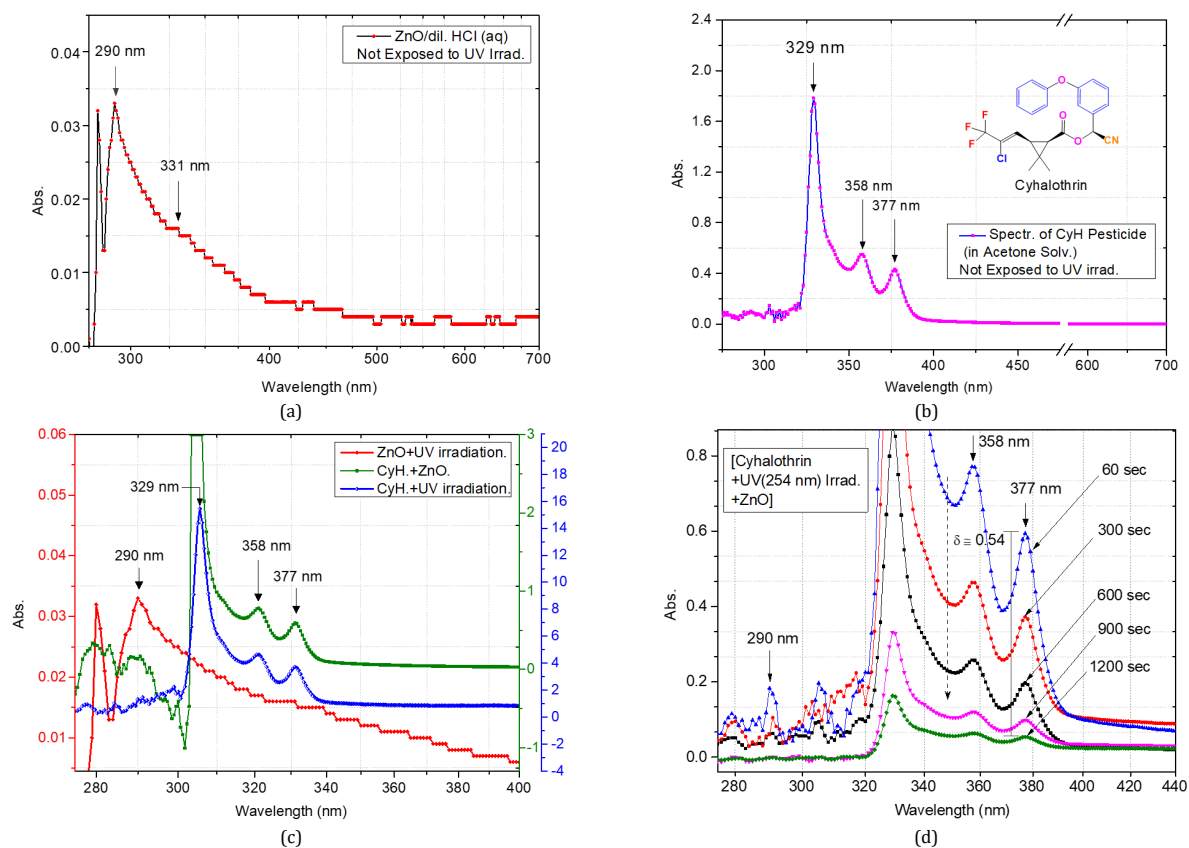 0.04
0.03
0.02
0.01
0.00
Abs.
290 nm
331 nm
ZnO/dil. HCl (aq)
Not Exposed to UV Irrad.
300
400
500
600
700
Wavelength (nm)
(a)
2.4
2.0
1.6
1.2
0.8
0.4
0.0
Abs.
329 nm
358 nm
377 nm
F
F
F
Cl
O
O
O
CN
Cyhalothrin
Spectr. of CyH Pesticide
(in Acetone Solv.)
Not Exposed to UV irrad.
300
350
400
450
600
700
Wavelength (nm)
(b)
0.06
0.05
0.04
0.03
0.02
0.01
Abs.
ZnO+UV irradiation.
CyH.+ZnO.
CyH.+UV irradiation.
290 nm
329 nm
358 nm
377 nm
3
2
1
0
-1
20
18
16
14
12
10
8
6
4
2
0
-2
-4
280
300
320
340
360
380
400
Wavelength (nm)
(c)
0.8
0.6
0.4
0.2
0.0
Abs.
[Cyhalothrin
+UV(254 nm) Irrad.
+ZnO]
290 nm
358 nm
377 nm
δ ≅ 0.54
60 sec
300 sec
600 sec
900 sec
1200 sec
280
300
320
340
360
380
400
420
440
Wavelength (nm)
(d)